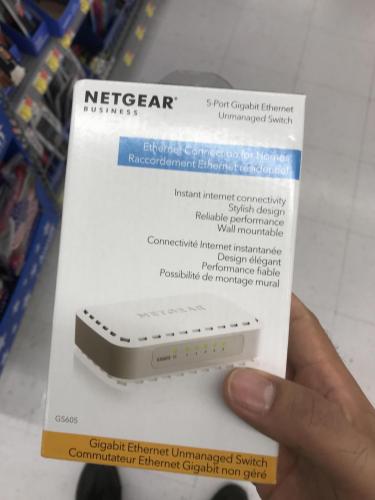 NETGEAR®
BUSINESS
5-Port Gigabit Ethernet
Unmanaged Switch
Ethernet Connection for Homes
Raccordement Ethernet résidentiel
Instant internet connectivity
Stylish design
Reliable performance
Wall mountable
Connectivité Internet instantanée
Design élégant
Performance fiable
Possibilité de montage mural
NETGEAR
GS605
Gigabit Ethernet Unmanaged Switch
Commutateur Ethernet Gigabit non géré